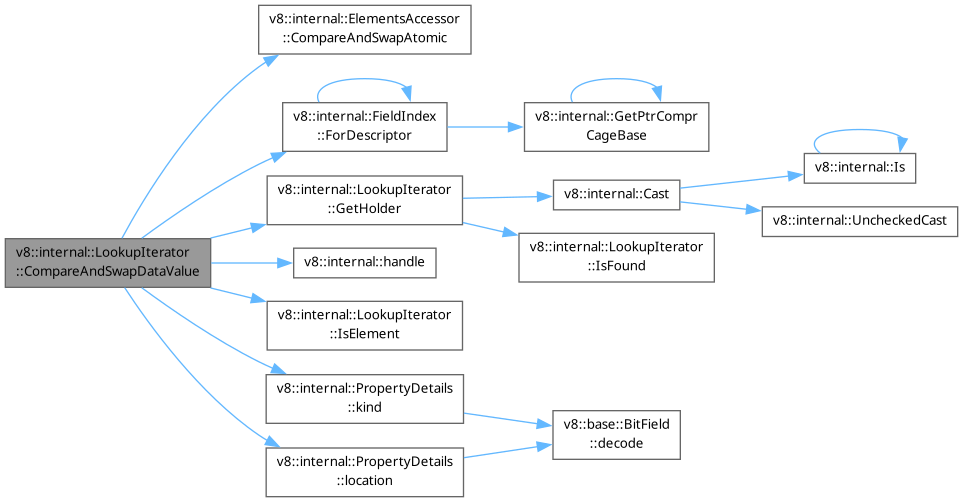 v8::internal::ElementsAccessor
::CompareAndSwapAtomic
v8::internal::FieldIndex
::ForDescriptor
v8::internal::GetPtrCompr
CageBase
v8::internal::Is
v8::internal::LookupIterator
::GetHolder
v8::internal::Cast
v8::internal::UncheckedCast
v8::internal::LookupIterator
::CompareAndSwapDataValue
v8::internal::handle
v8::internal::LookupIterator
::IsFound
v8::internal::LookupIterator
::IsElement
v8::internal::PropertyDetails
::kind
v8::base::BitField
::decode
v8::internal::PropertyDetails
::location